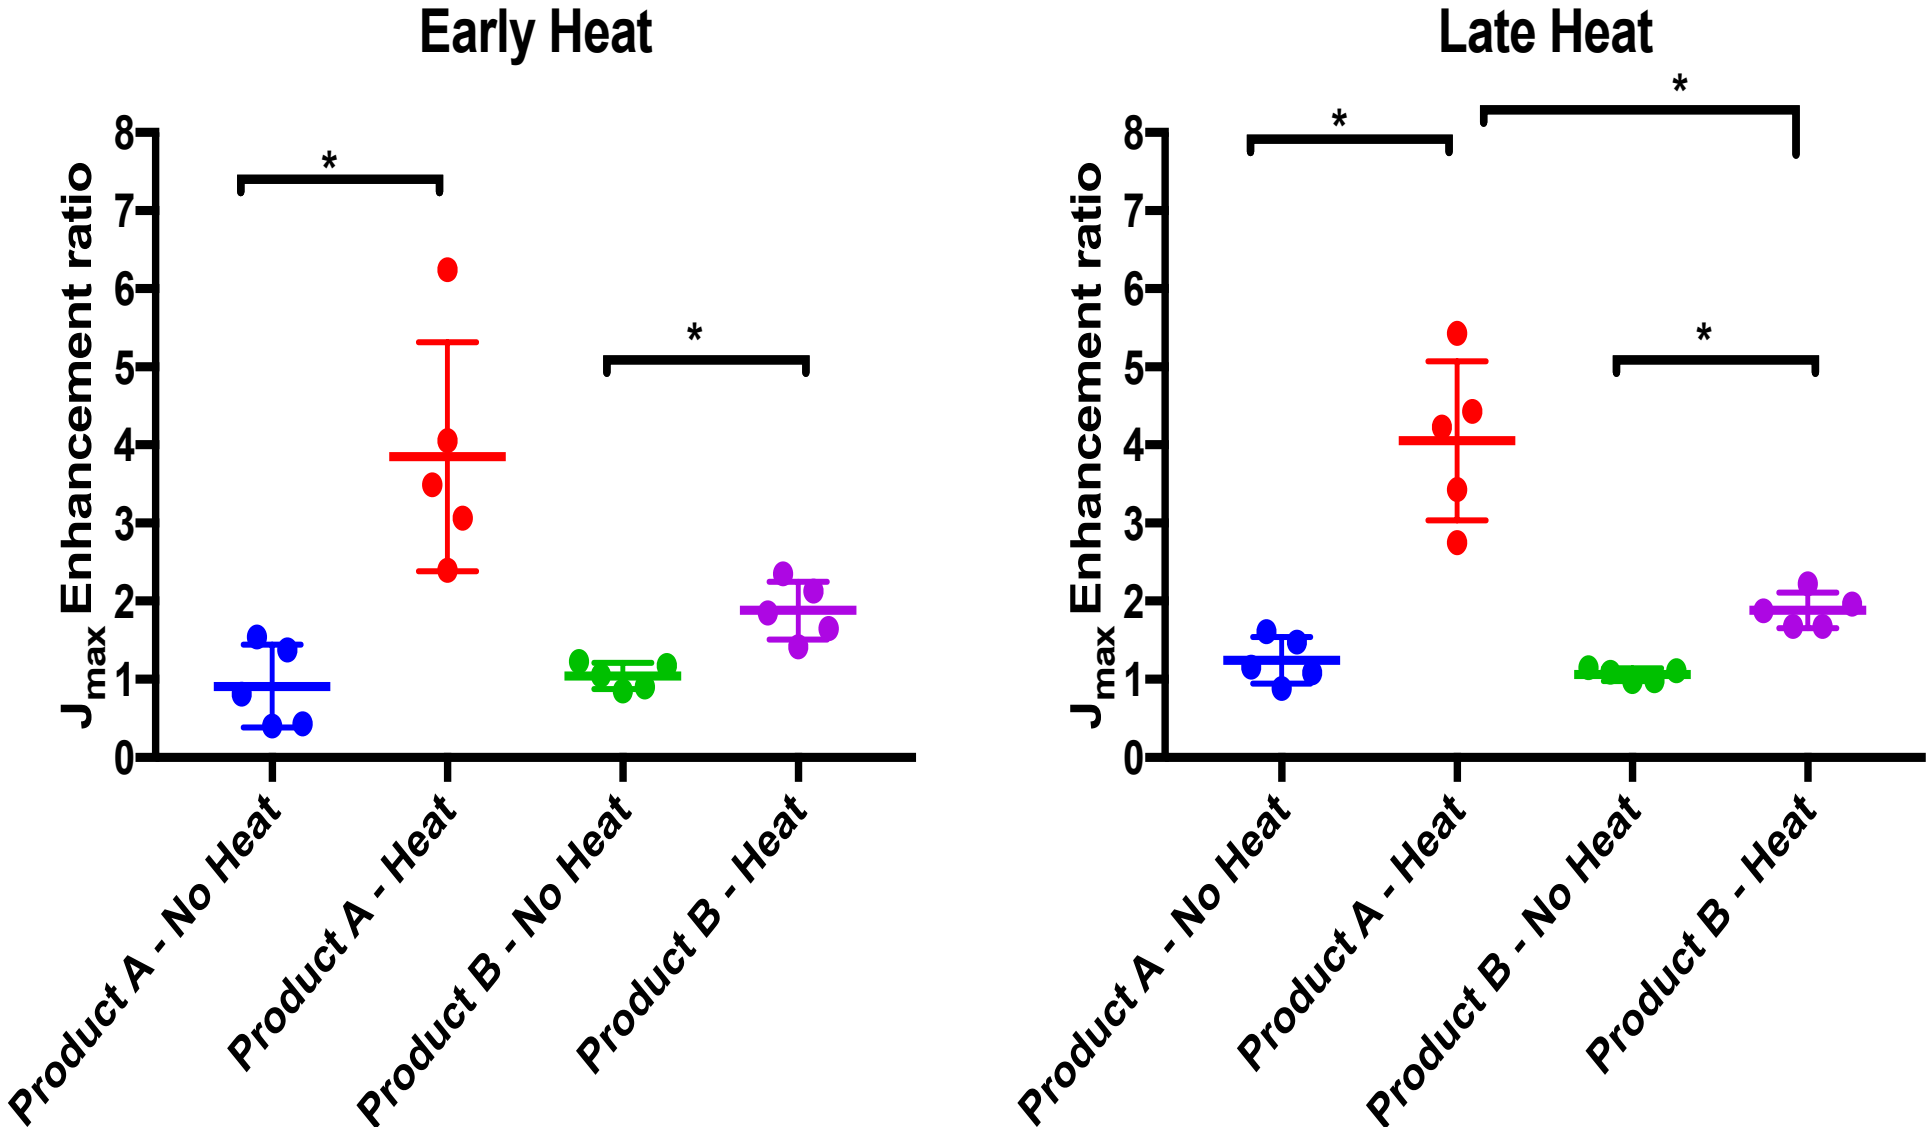 Early Heat
Jmax Enhancement ratio
8
7
6
5
4
3
2
1
0
*
*
Product A - No Heat
Product A - Heat
Product B - No Heat
Product B - Heat
Late Heat
Jmax Enhancement ratio
8
7
6
5
4
3
2
1
0
*
*
*
Product A - No Heat
Product A - Heat
Product B - No Heat
Product B - Heat